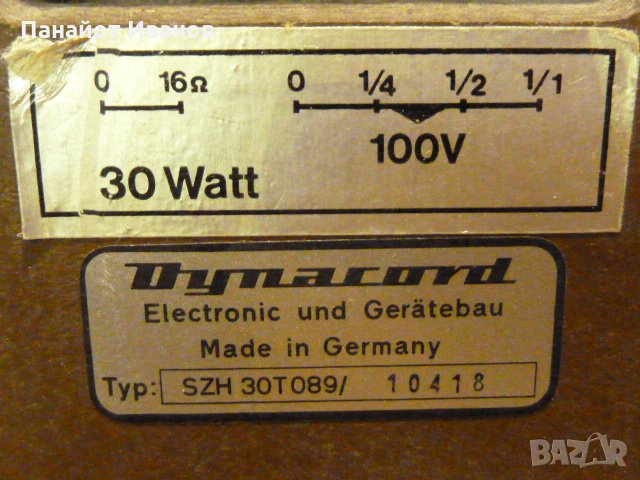 Панайот Иванов
0 16Ω 0 1/4 1/2 1/1
100V
30 Watt
Dynacord
Electronic und Gerätebau
Made in Germany
Typ: SZH 30T089/ 10418
BAZAR